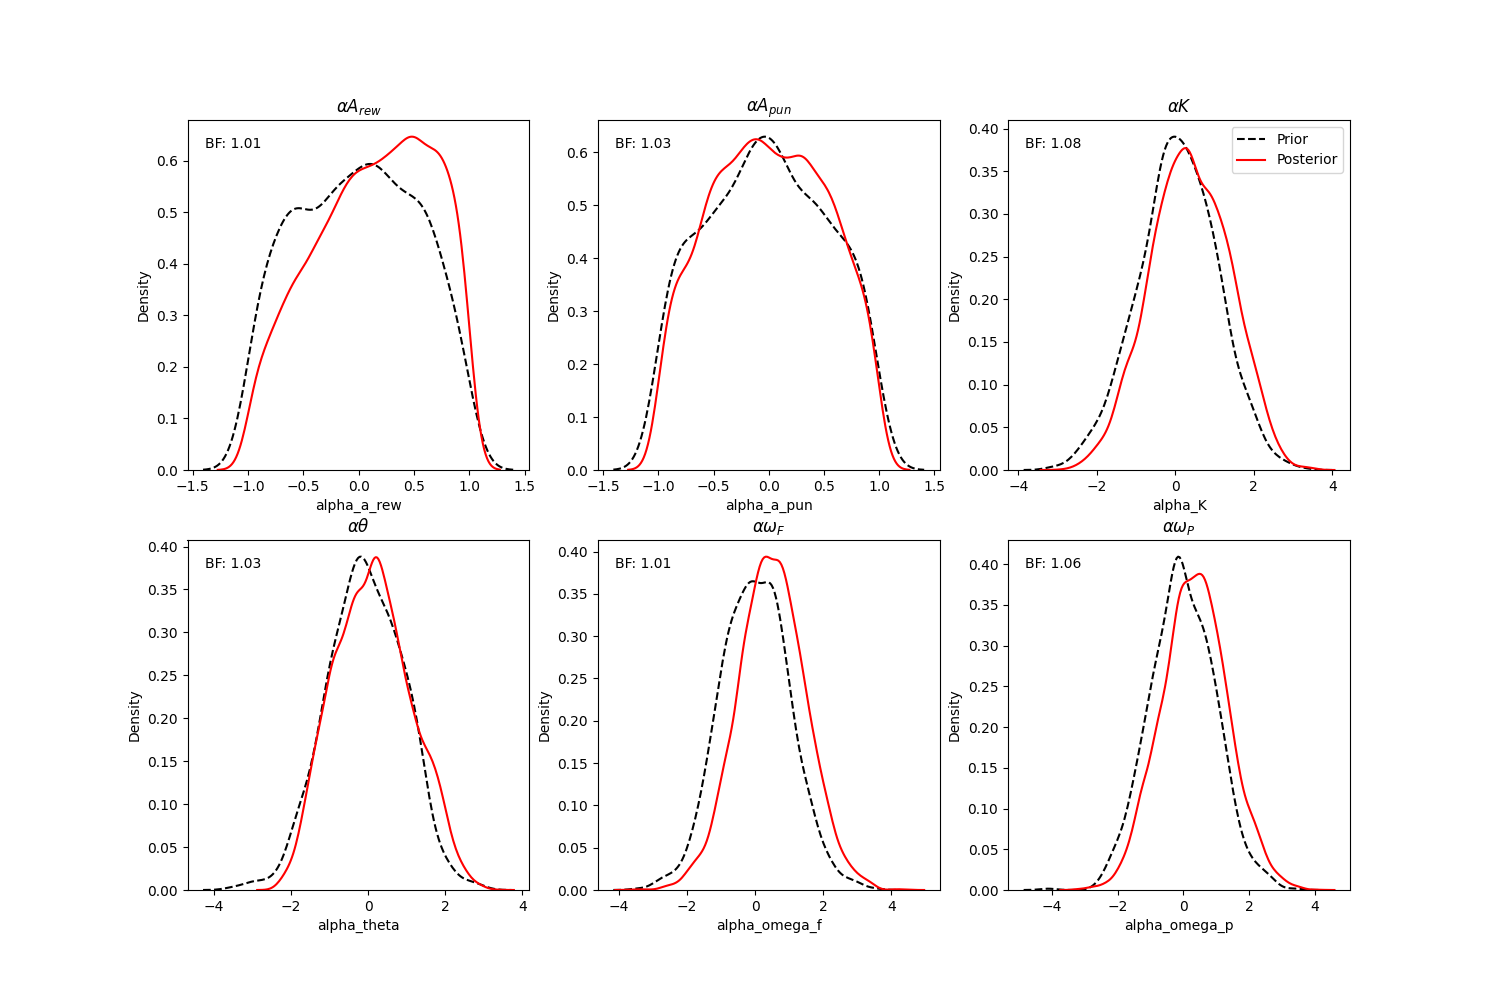 αA_rew
BF: 1.01
Density
0.0 0.1 0.2 0.3 0.4 0.5 0.6
−1.5 −1.0 −0.5 0.0 0.5 1.0 1.5
alpha_a_rew
αA_pun
BF: 1.03
Density
0.0 0.1 0.2 0.3 0.4 0.5 0.6
−1.5 −1.0 −0.5 0.0 0.5 1.0 1.5
alpha_a_pun
αK
BF: 1.08
Prior
Posterior
Density
0.00 0.05 0.10 0.15 0.20 0.25 0.30 0.35 0.40
−4 −2 0 2 4
alpha_K
αθ
BF: 1.03
Density
0.00 0.05 0.10 0.15 0.20 0.25 0.30 0.35 0.40
−4 −2 0 2 4
alpha_theta
αω_F
BF: 1.01
Density
0.00 0.05 0.10 0.15 0.20 0.25 0.30 0.35 0.40
−4 −2 0 2 4
alpha_omega_f
αω_P
BF: 1.06
Density
0.00 0.05 0.10 0.15 0.20 0.25 0.30 0.35 0.40
−4 −2 0 2 4
alpha_omega_p